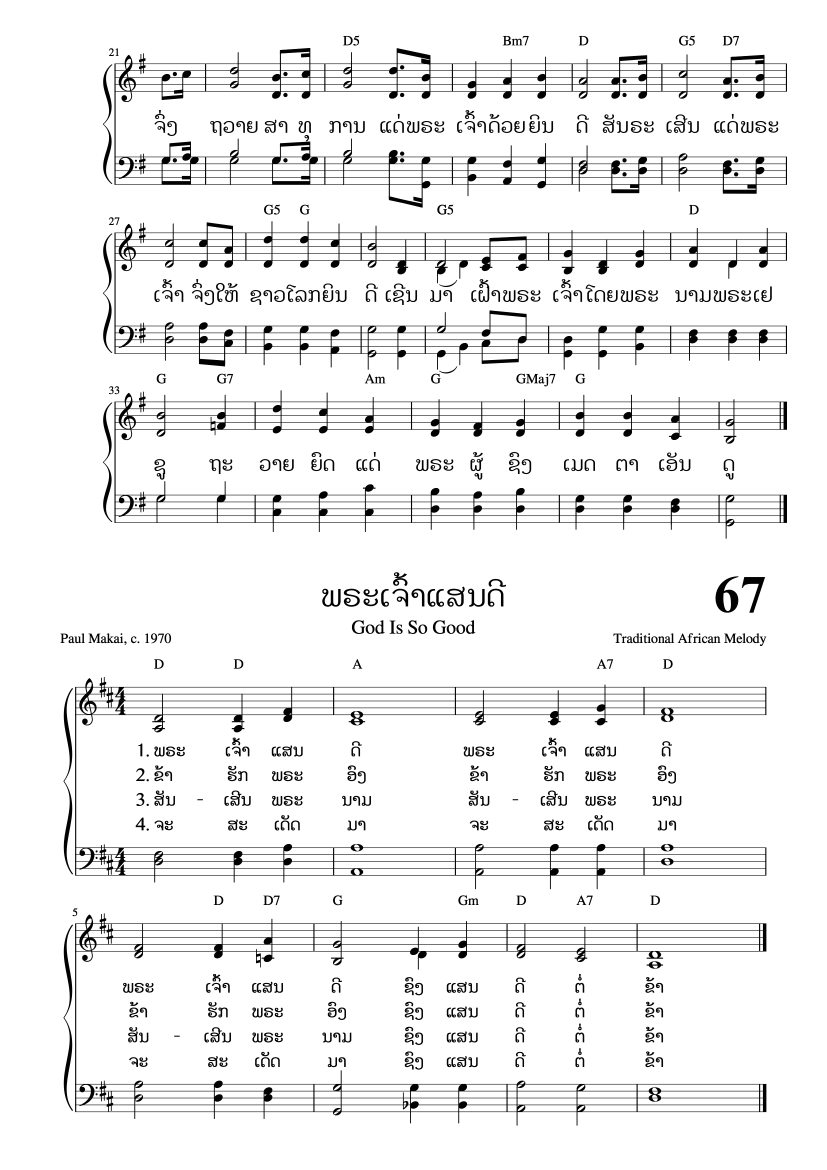 21
D5 Bm7 D G5 D7
ຈົ່ງ ຖວາຍ ສາ ທຸ ການ ແດ່ພຣະ ເຈົ້າດ້ວຍຍິນ ດີ ສັນຣະ ເສີນ ແດ່ພຣະ
27
G5 G G5 D
ເຈົ້າ ຈົ່ງໃຫ້ ຊາວໂລກຍິນ ດີ ເຊີນ ມາ ເຝົ້າພຣະ ເຈົ້າໂດຍພຣະ ນາມພຣະເຢ
33
G G7 Am G GMaj7 G
ຊູ ຖະ ວາຍ ຍົດ ແດ່ ພຣະ ຜູ້ ຊົງ ເມດ ຕາ ເອັນ ດູ
ພຣະເຈົ້າແສນດີ 67
God Is So Good
Paul Makai, c. 1970 Traditional African Melody
D D A A7 D
4
4
1. ພຣະ ເຈົ້າ ແສນ ດີ ພຣະ ເຈົ້າ ແສນ ດີ
2. ຂ້າ ຮັກ ພຣະ ອົງ ຂ້າ ຮັກ ພຣະ ອົງ
3. ສັນ - ເສີນ ພຣະ ນາມ ສັນ - ເສີນ ພຣະ ນາມ
4. ຈະ ສະ ເດັດ ມາ ຈະ ສະ ເດັດ ມາ
4
4
5
D D7 G Gm D A7 D
ພຣະ ເຈົ້າ ແສນ ດີ ຊົງ ແສນ ດີ ຕໍ່ ຂ້າ
ຂ້າ ຮັກ ພຣະ ອົງ ຊົງ ແສນ ດີ ຕໍ່ ຂ້າ
ສັນ - ເສີນ ພຣະ ນາມ ຊົງ ແສນ ດີ ຕໍ່ ຂ້າ
ຈະ ສະ ເດັດ ມາ ຊົງ ແສນ ດີ ຕໍ່ ຂ້າ